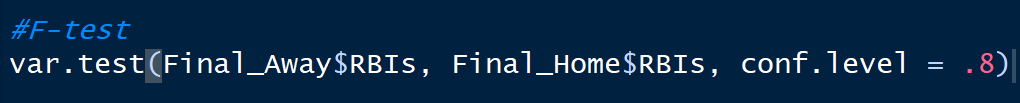 #F-test
var.test(Final_Away$RBIs, Final_Home$RBIs, conf.level = .8)